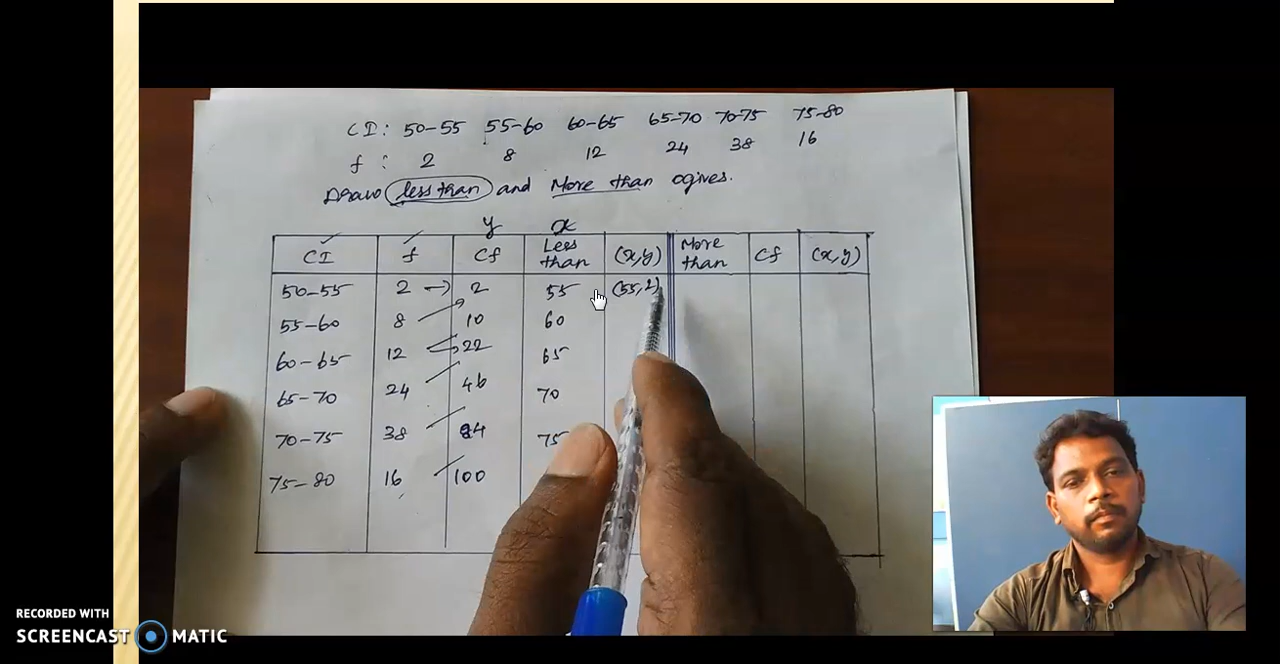 CI: 50-55 55-60 60-65 65-70 70-75 75-80
f : 2 8 12 24 38 16
Draw less than and More than ogives.
y x
CI f Cf Less than (x,y) More than Cf (x,y)
50-55 2 → 2 55 (55,2)
55-60 8 10 60
60-65 12 22 65
65-70 24 46 70
70-75 38 84 75
75-80 16 100
RECORDED WITH
SCREENCAST MATIC